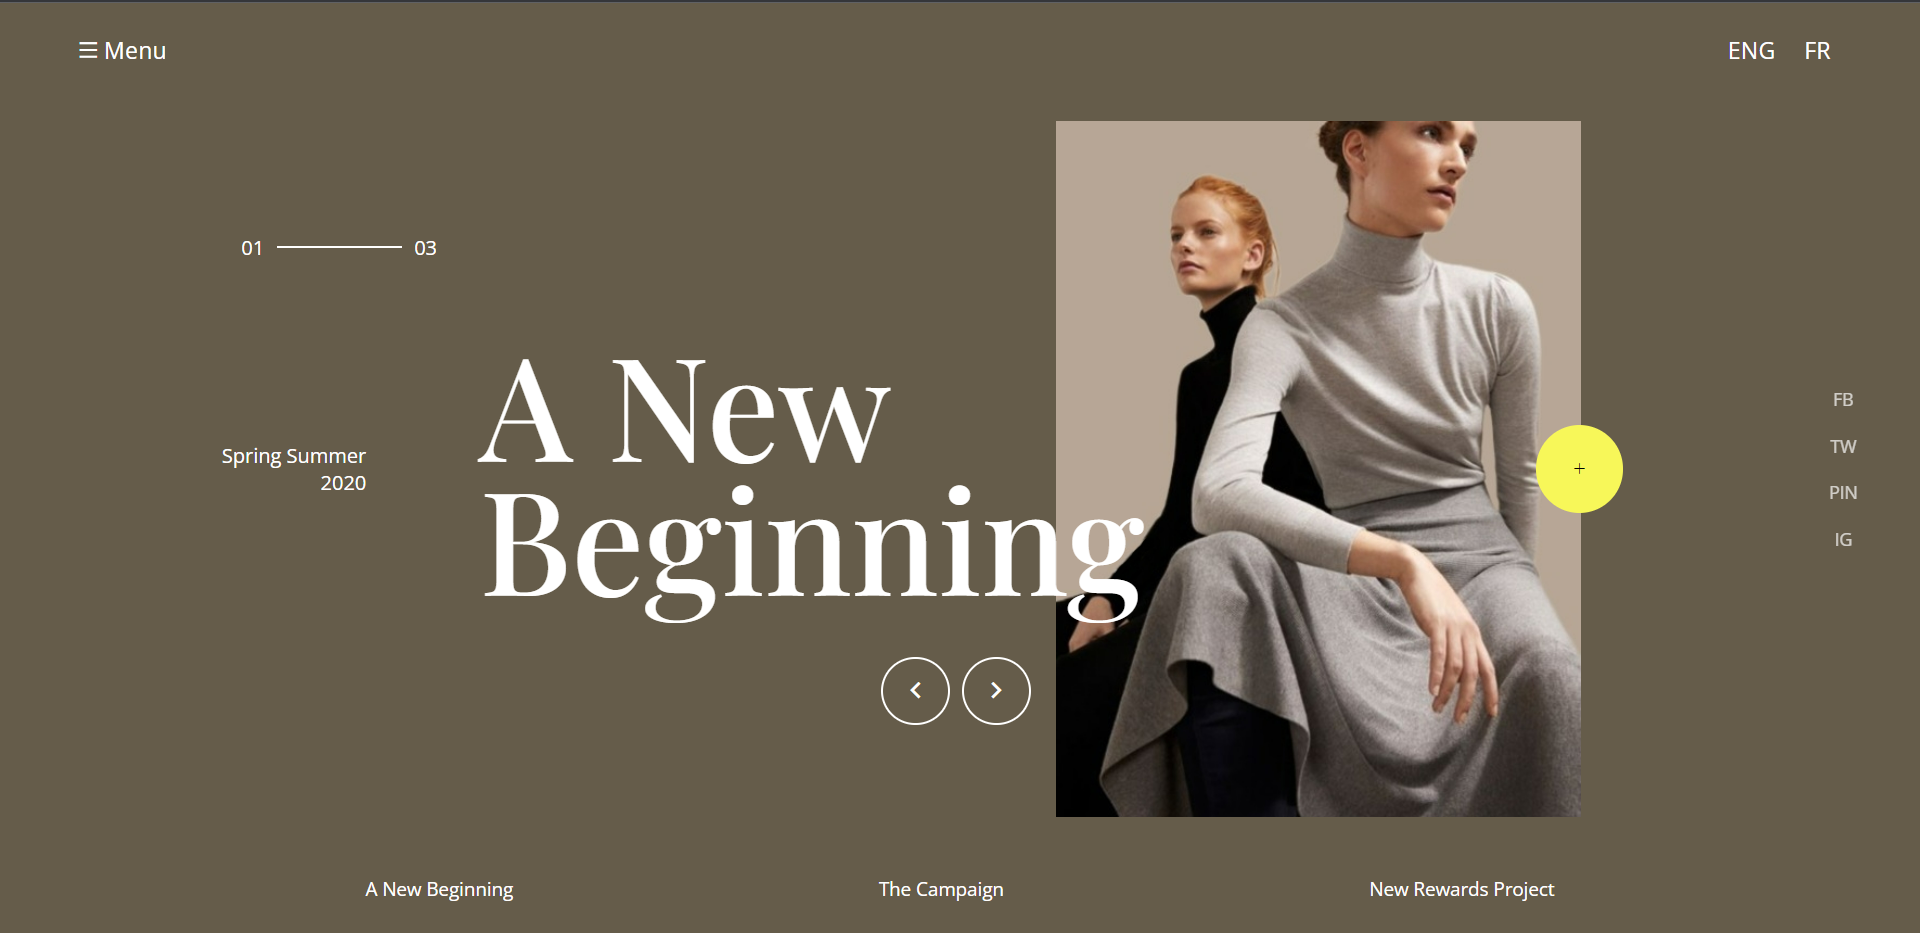 ☰ Menu
ENG FR
01 03
Spring Summer
2020
A New
Beginning
+
FB
TW
PIN
IG
A New Beginning
The Campaign
New Rewards Project